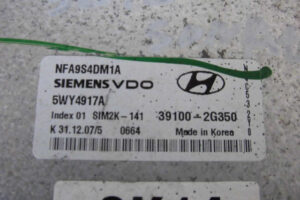 NFA9S4DM1A
SIEMENS VDO
5WY4917A
Index 01 SIM2K-141 39100-2G350
K 31.12.07/5 0664 Made in Korea